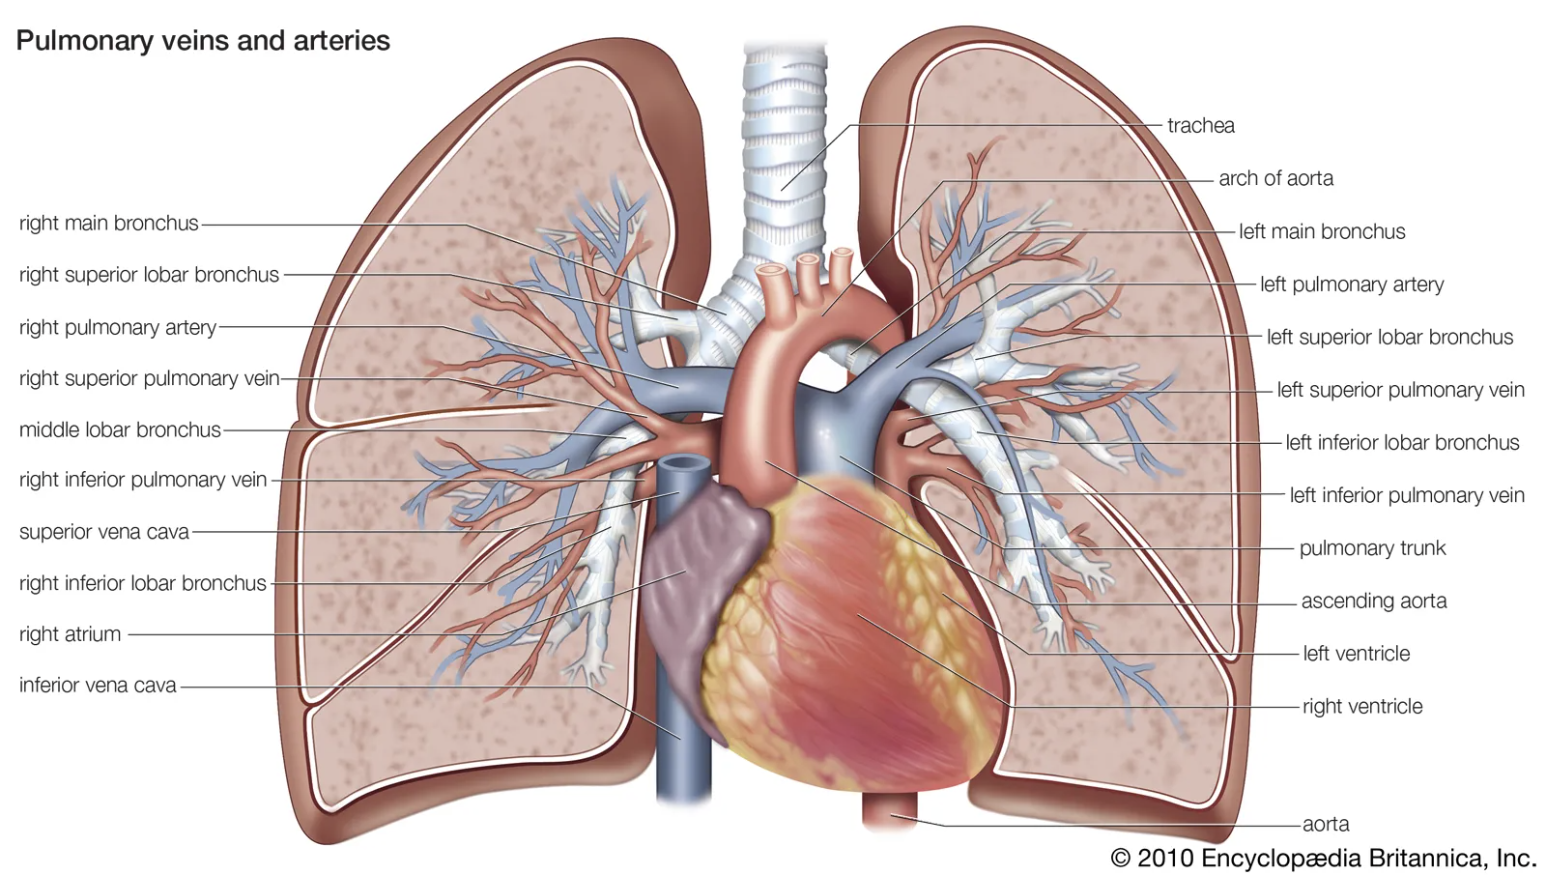 Pulmonary veins and arteries
right main bronchus
right superior lobar bronchus
right pulmonary artery
right superior pulmonary vein
middle lobar bronchus
right inferior pulmonary vein
superior vena cava
right inferior lobar bronchus
right atrium
inferior vena cava
trachea
arch of aorta
left main bronchus
left pulmonary artery
left superior lobar bronchus
left superior pulmonary vein
left inferior lobar bronchus
left inferior pulmonary vein
pulmonary trunk
ascending aorta
left ventricle
right ventricle
aorta
© 2010 Encyclopædia Britannica, Inc.